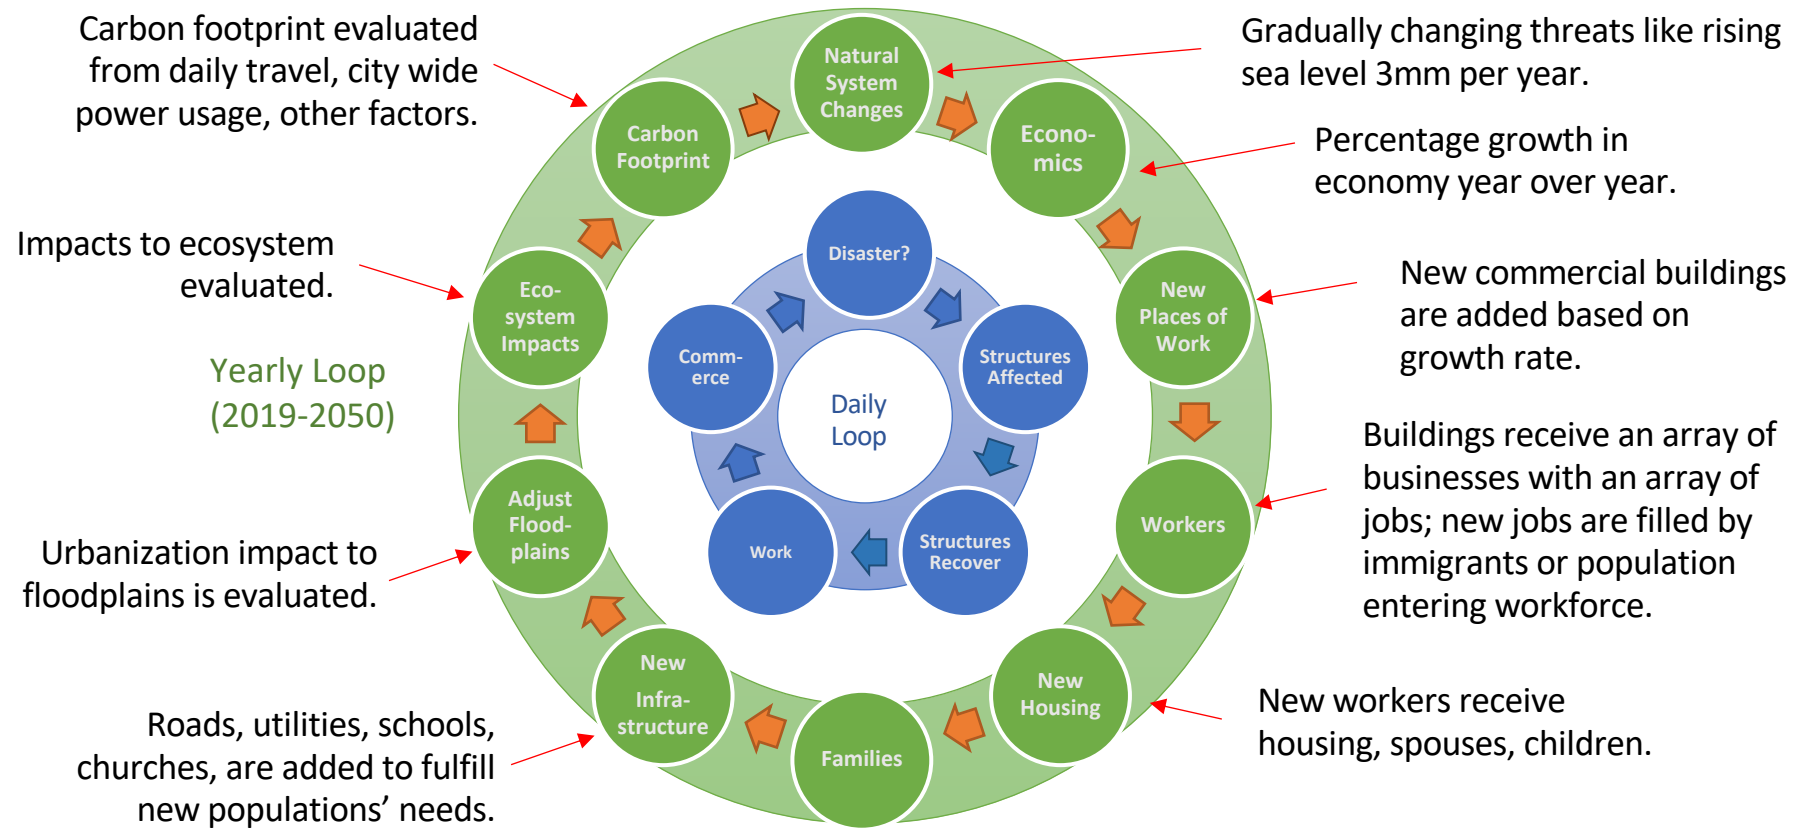 Carbon footprint evaluated
from daily travel, city wide
power usage, other factors.
Natural
System
Changes
Gradually changing threats like rising
sea level 3mm per year.
Carbon
Footprint
Econo-
mics
Percentage growth in
economy year over year.
Impacts to ecosystem
evaluated.
Eco-
system
Impacts
Disaster?
New
Places of
Work
New commercial buildings
are added based on
growth rate.
Yearly Loop
(2019-2050)
Comm-
erce
Structures
Affected
Daily
Loop
Adjust
Flood-
plains
Work
Structures
Recover
Workers
Buildings receive an array of
businesses with an array of
jobs; new jobs are filled by
immigrants or population
entering workforce.
Urbanization impact to
floodplains is evaluated.
New
Infra-
structure
Families
New
Housing
New workers receive
housing, spouses, children.
Roads, utilities, schools,
churches, are added to fulfill
new populations’ needs.